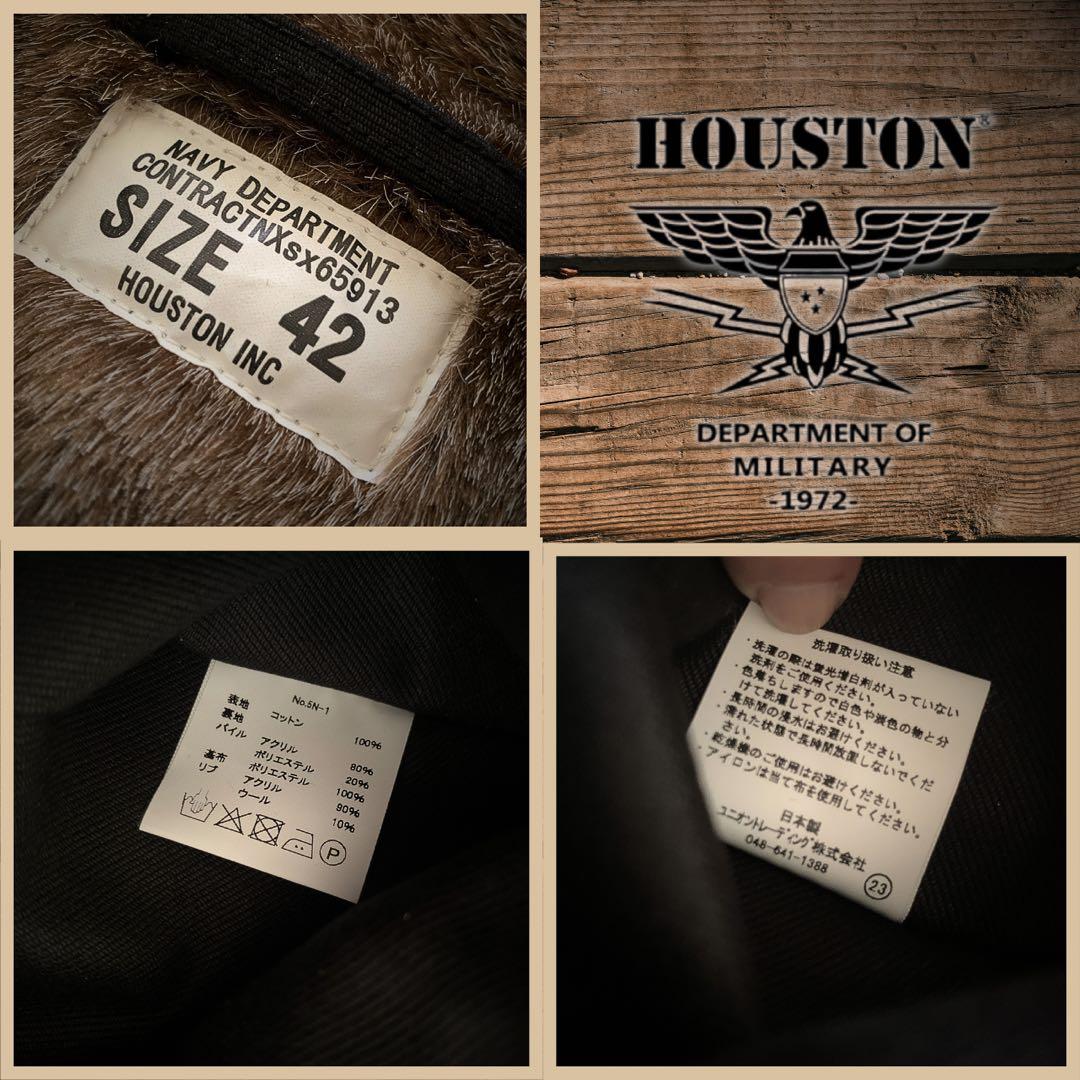 NAVY DEPARTMENT
CONTRACTNXsx65913
SIZE 42
HOUSTON INC
HOUSTON®
DEPARTMENT OF
MILITARY
-1972-
No.5N-1
表地 コットン 100%
裏地
パイル アクリル 80%
ポリエステル 20%
基布 ポリエステル 100%
リブ アクリル 90%
ウール 10%
P
洗濯取り扱い注意
・洗濯の際は蛍光増白剤が入っていない
洗剤をご使用ください。
・色落ちしますので白色や淡色の物と分
けて洗濯してください。
・長時間の浸水はお避けください。
・濡れた状態で長時間放置しないでくだ
さい。
・乾燥機のご使用はお避けください。
・アイロンは当て布を使用してください。
日本製
ユニオントレーディング株式会社
048-641-1388
23